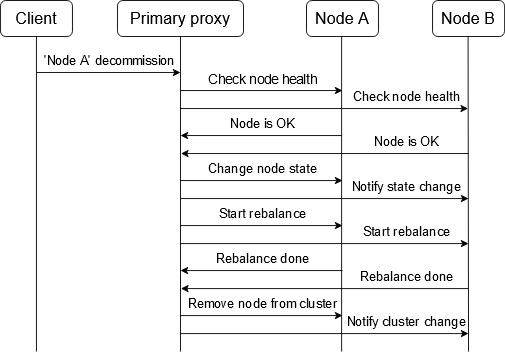 Client
Primary proxy
Node A
Node B
'Node A' decommission
Check node health
Check node health
Node is OK
Node is OK
Change node state
Notify state change
Start rebalance
Start rebalance
Rebalance done
Rebalance done
Remove node from cluster
Notify cluster change